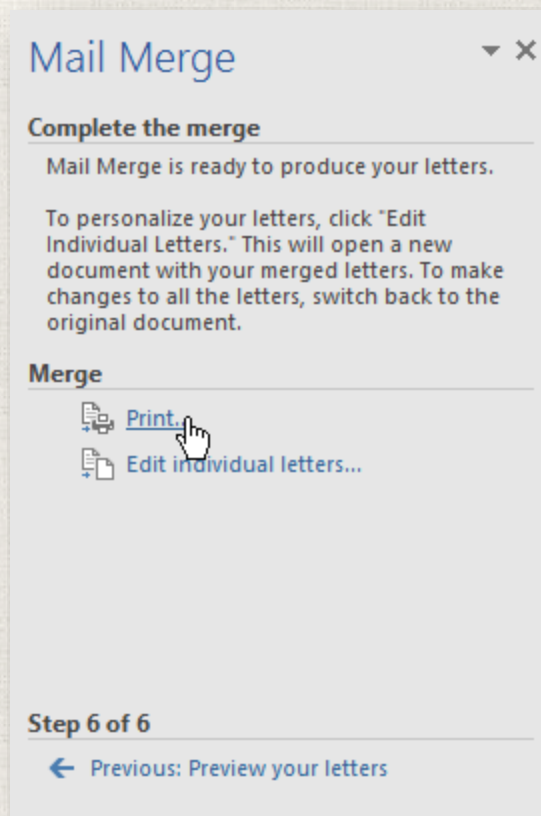 Mail Merge
Complete the merge
Mail Merge is ready to produce your letters.
To personalize your letters, click "Edit
Individual Letters." This will open a new
document with your merged letters. To make
changes to all the letters, switch back to the
original document.
Merge
Print...
Edit individual letters...
Step 6 of 6
Previous: Preview your letters